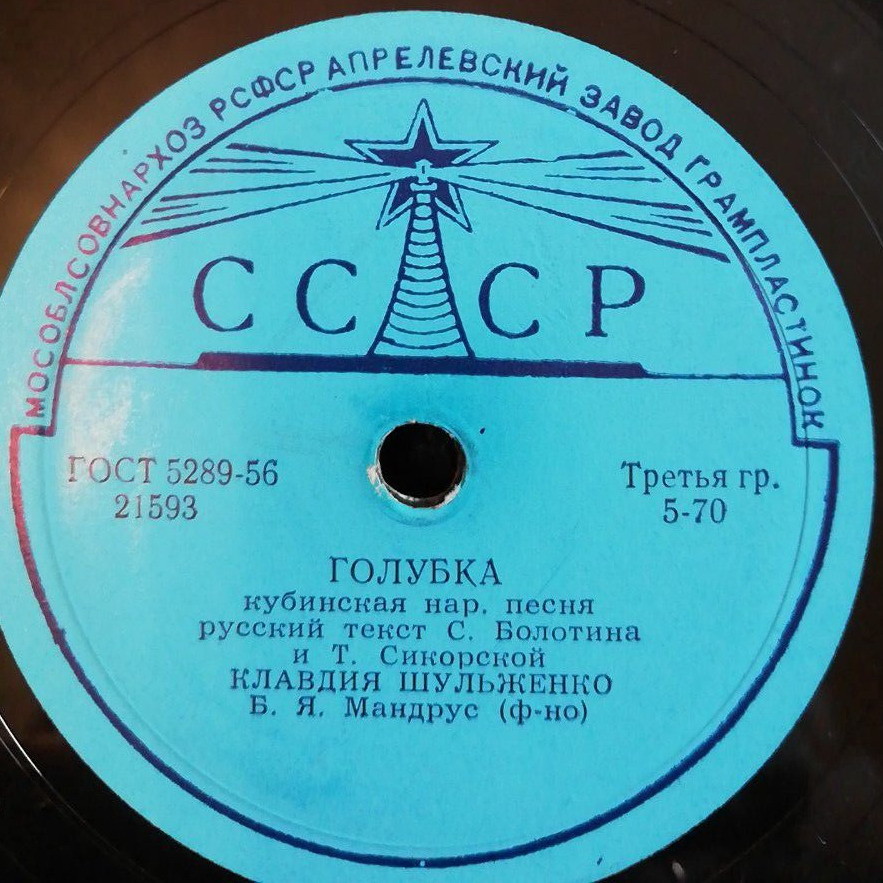 МОСОБЛСОВНАРХОЗ РСФСР АПРЕЛЕВСКИЙ ЗАВОД ГРАМПЛАСТИНОК
СССР
ГОСТ 5289-56
21593
Третья гр.
5-70
ГОЛУБКА
кубинская нар. песня
русский текст С. Болотина
и Т. Сикорской
КЛАВДИЯ ШУЛЬЖЕНКО
Б. Я. Мандрус (ф-но)